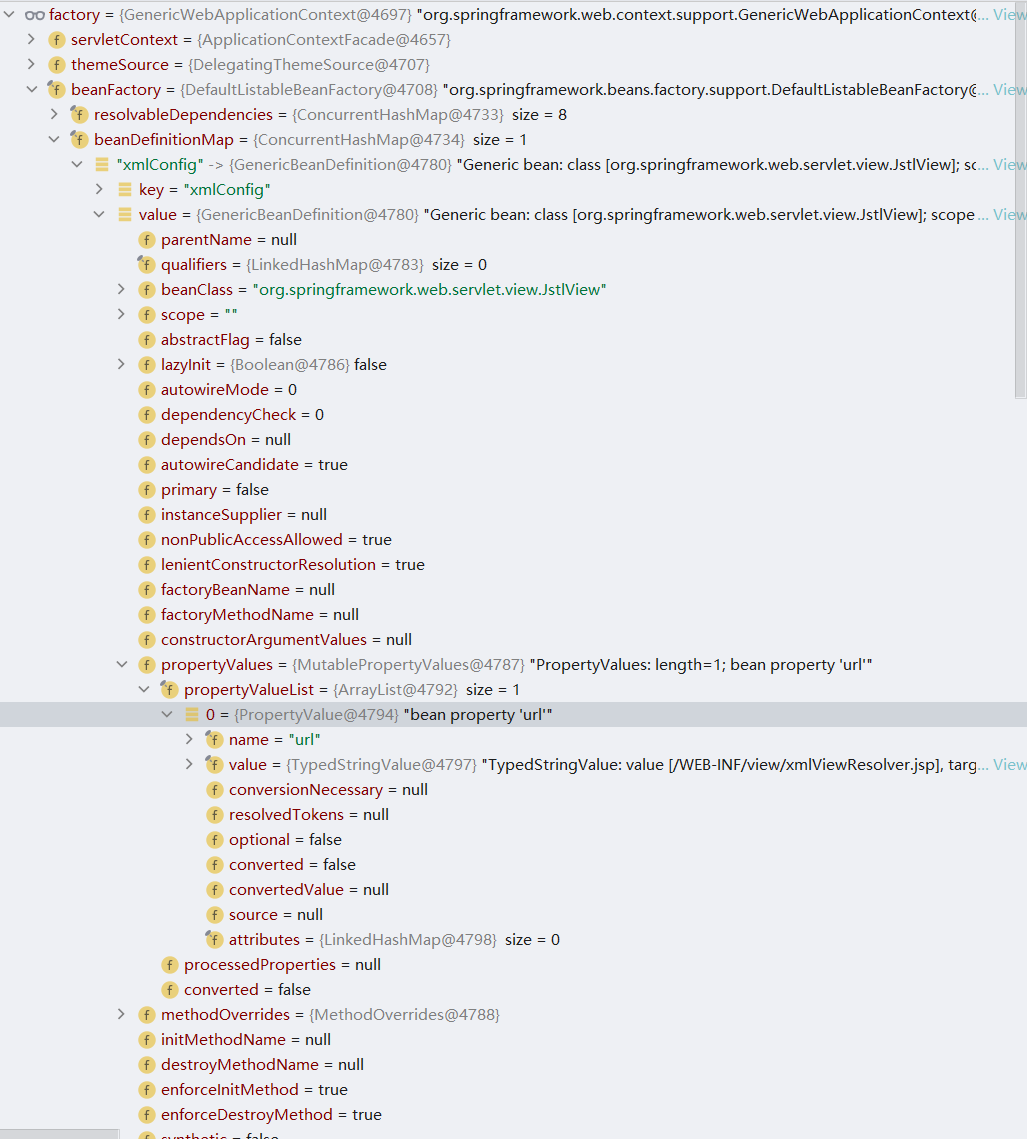 factory = {GenericWebApplicationContext@4697} "org.springframework.web.context.support.GenericWebApplicationContext@... View
servletContext = {ApplicationContextFacade@4657}
themeSource = {DelegatingThemeSource@4707}
beanFactory = {DefaultListableBeanFactory@4708} "org.springframework.beans.factory.support.DefaultListableBeanFactory@... View
resolvableDependencies = {ConcurrentHashMap@4733} size = 8
beanDefinitionMap = {ConcurrentHashMap@4734} size = 1
"xmlConfig" -> {GenericBeanDefinition@4780} "Generic bean: class [org.springframework.web.servlet.view.JstlView]; sc... View
key = "xmlConfig"
value = {GenericBeanDefinition@4780} "Generic bean: class [org.springframework.web.servlet.view.JstlView]; scope... View
f parentName = null
f qualifiers = {LinkedHashMap@4783} size = 0
f beanClass = "org.springframework.web.servlet.view.JstlView"
f scope = ""
f abstractFlag = false
f lazyInit = {Boolean@4786} false
f autowireMode = 0
f dependencyCheck = 0
f dependsOn = null
f autowireCandidate = true
f primary = false
f instanceSupplier = null
f nonPublicAccessAllowed = true
f lenientConstructorResolution = true
f factoryBeanName = null
f factoryMethodName = null
f constructorArgumentValues = null
f propertyValues = {MutablePropertyValues@4787} "PropertyValues: length=1; bean property 'url'"
f propertyValueList = {ArrayList@4792} size = 1
0 = {PropertyValue@4794} "bean property 'url'"
f name = "url"
f value = {TypedStringValue@4797} "TypedStringValue: value [/WEB-INF/view/xmlViewResolver.jsp], targ... View
f conversionNecessary = null
f resolvedTokens = null
f optional = false
f converted = false
f convertedValue = null
f source = null
f attributes = {LinkedHashMap@4798} size = 0
f processedProperties = null
f converted = false
f methodOverrides = {MethodOverrides@4788}
f initMethodName = null
f destroyMethodName = null
f enforceInitMethod = true
f enforceDestroyMethod = true
f synthetic = false